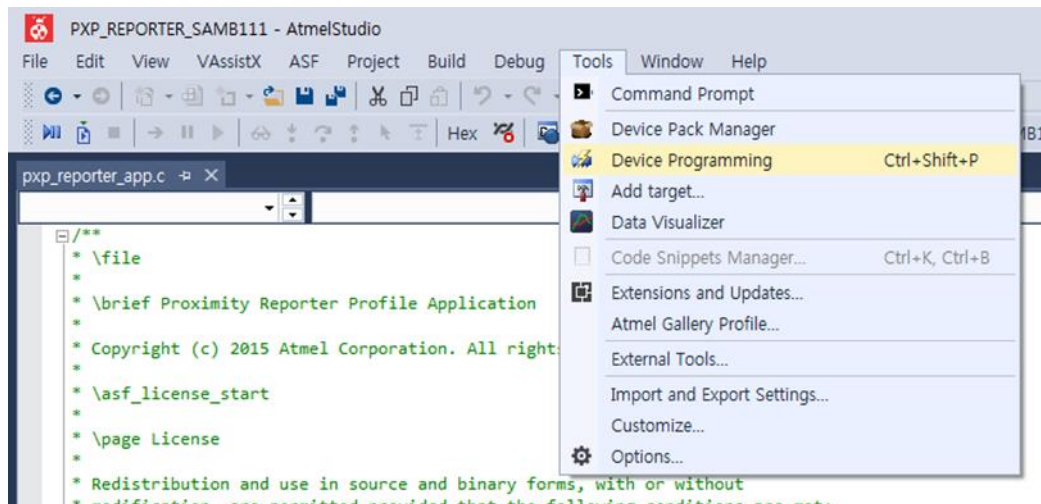 PXP_REPORTER_SAMB111 - AtmelStudio
File Edit View VAssistX ASF Project Build Debug Tools Window Help
Hex
Command Prompt
Device Pack Manager
Device Programming Ctrl+Shift+P
Add target...
Data Visualizer
Code Snippets Manager... Ctrl+K, Ctrl+B
Extensions and Updates...
Atmel Gallery Profile...
External Tools...
Import and Export Settings...
Customize...
Options...
pxp_reporter_app.c
/**
* \file
*
* \brief Proximity Reporter Profile Application
*
* Copyright (c) 2015 Atmel Corporation. All
*
* \asf_license_start
*
* \page License
*
* Redistribution and use in source and binary forms, with or without